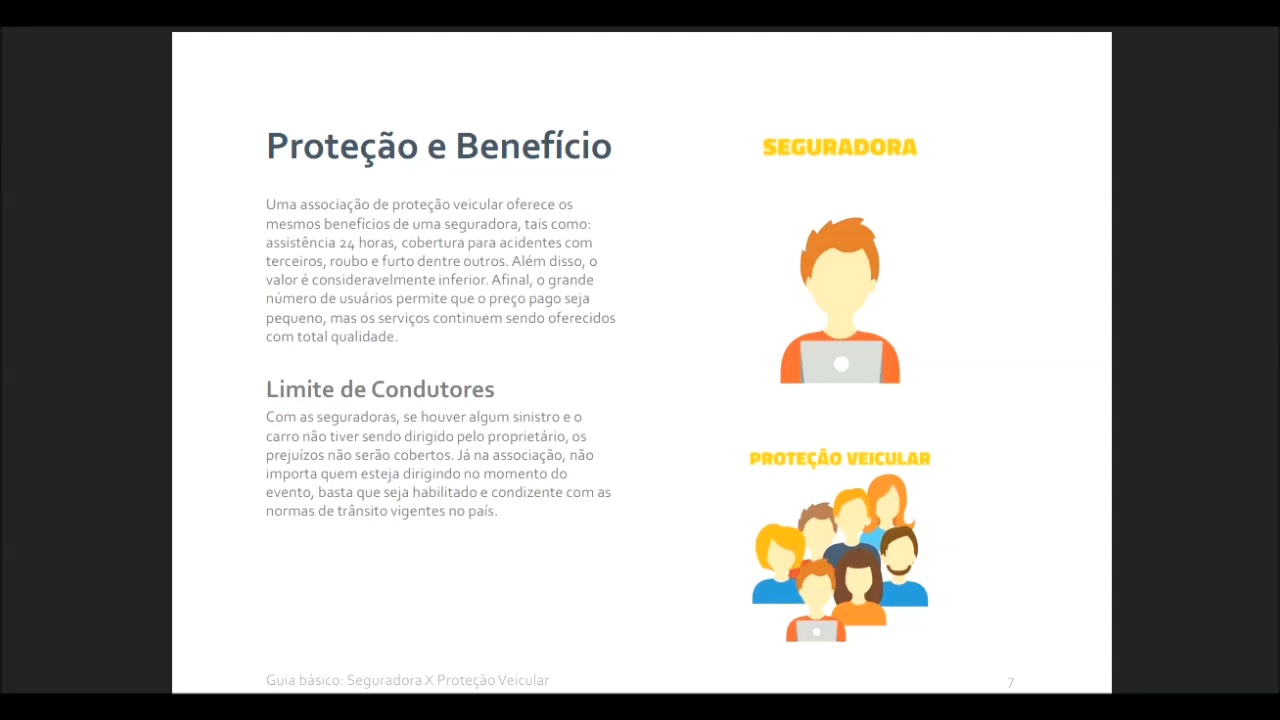 Proteção e Benefício
Uma associação de proteção veicular oferece os
mesmos benefícios de uma seguradora, tais como:
assistência 24 horas, cobertura para acidentes com
terceiros, roubo e furto dentre outros. Além disso, o
valor é consideravelmente inferior. Afinal, o grande
número de usuários permite que o preço pago seja
pequeno, mas os serviços continuem sendo oferecidos
com total qualidade.
Limite de Condutores
Com as seguradoras, se houver algum sinistro e o
carro não tiver sendo dirigido pelo proprietário, os
prejuízos não serão cobertos. Já na associação, não
importa quem esteja dirigindo no momento do
evento, basta que seja habilitado e condizente com as
normas de trânsito vigentes no país.
SEGURADORA
PROTEÇÃO VEICULAR
Guia básico: Seguradora X Proteção Veicular
7